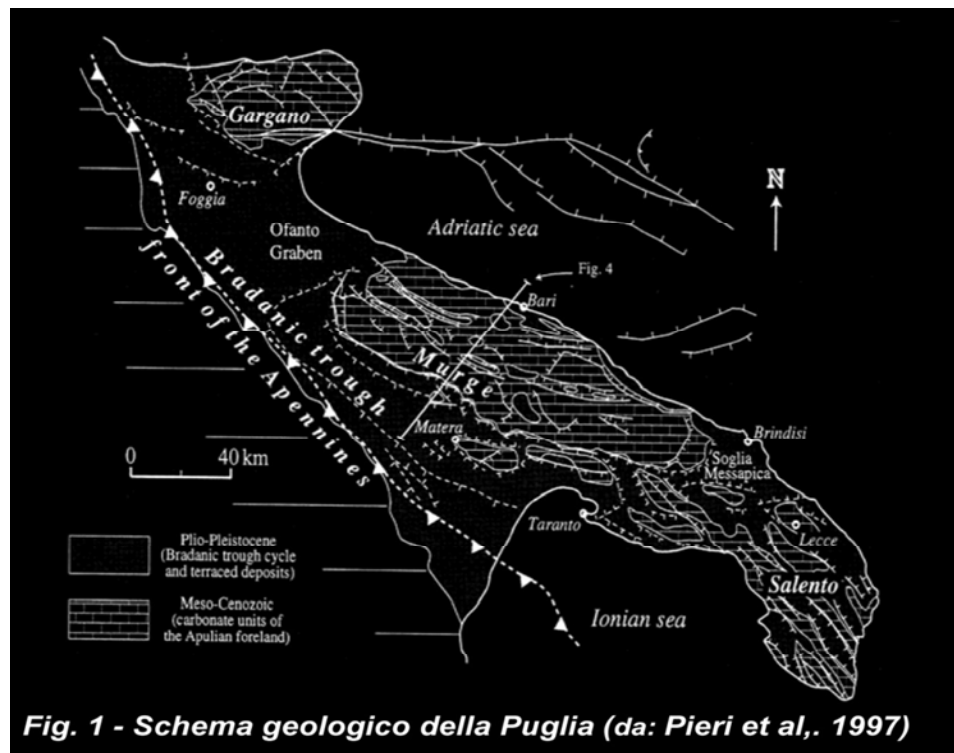 Gargano
Foggia
N
Ofanto
Graben
Adriatic sea
Fig. 4
Bari
Bradanic trough
front of the Apennines
Murge
Matera
Brindisi
Soglia
Messapica
0 40 km
Taranto
Lecce
Salento
Ionian sea
Plio-Pleistocene
(Bradanic trough cycle
and terraced deposits)
Meso-Cenozoic
(carbonate units of
the Apulian foreland)
Fig. 1 - Schema geologico della Puglia (da: Pieri et al,. 1997)